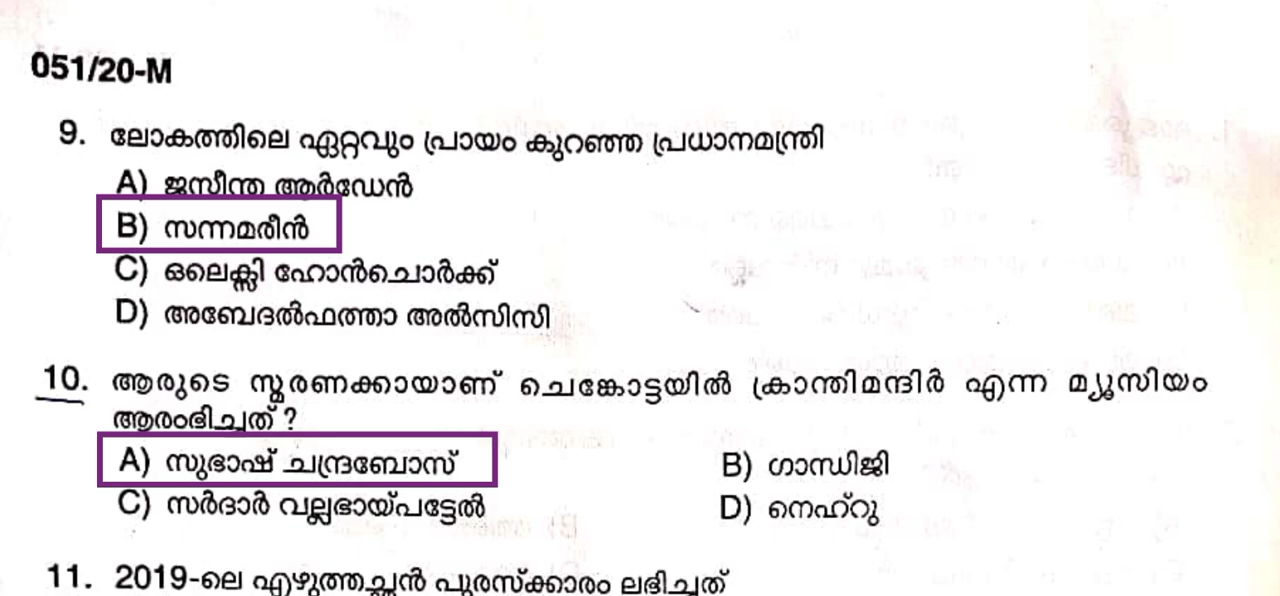 051/20-M
9. ലോകത്തിലെ ഏറ്റവും പ്രായം കുറഞ്ഞ പ്രധാനമന്ത്രി
A) ജസീന്ത ആർഡേൻ
B) സന്നമരീൻ
C) ഒലെക്സി ഹോൻചൊർക്ക്
D) അബേദൽഫത്താ അൽസിസി
10. ആരുടെ സ്മരണക്കായാണ് ചെങ്കോട്ടയിൽ ക്രാന്തിമന്ദിർ എന്ന മ്യൂസിയം
ആരംഭിച്ചത് ?
A) സുഭാഷ് ചന്ദ്രബോസ് B) ഗാന്ധിജി
C) സർദാർ വല്ലഭായ്പട്ടേൽ D) നെഹ്റു
11. 2019-ലെ എഴുത്തച്ഛൻ പുരസ്ക്കാരം ലഭിച്ചത്